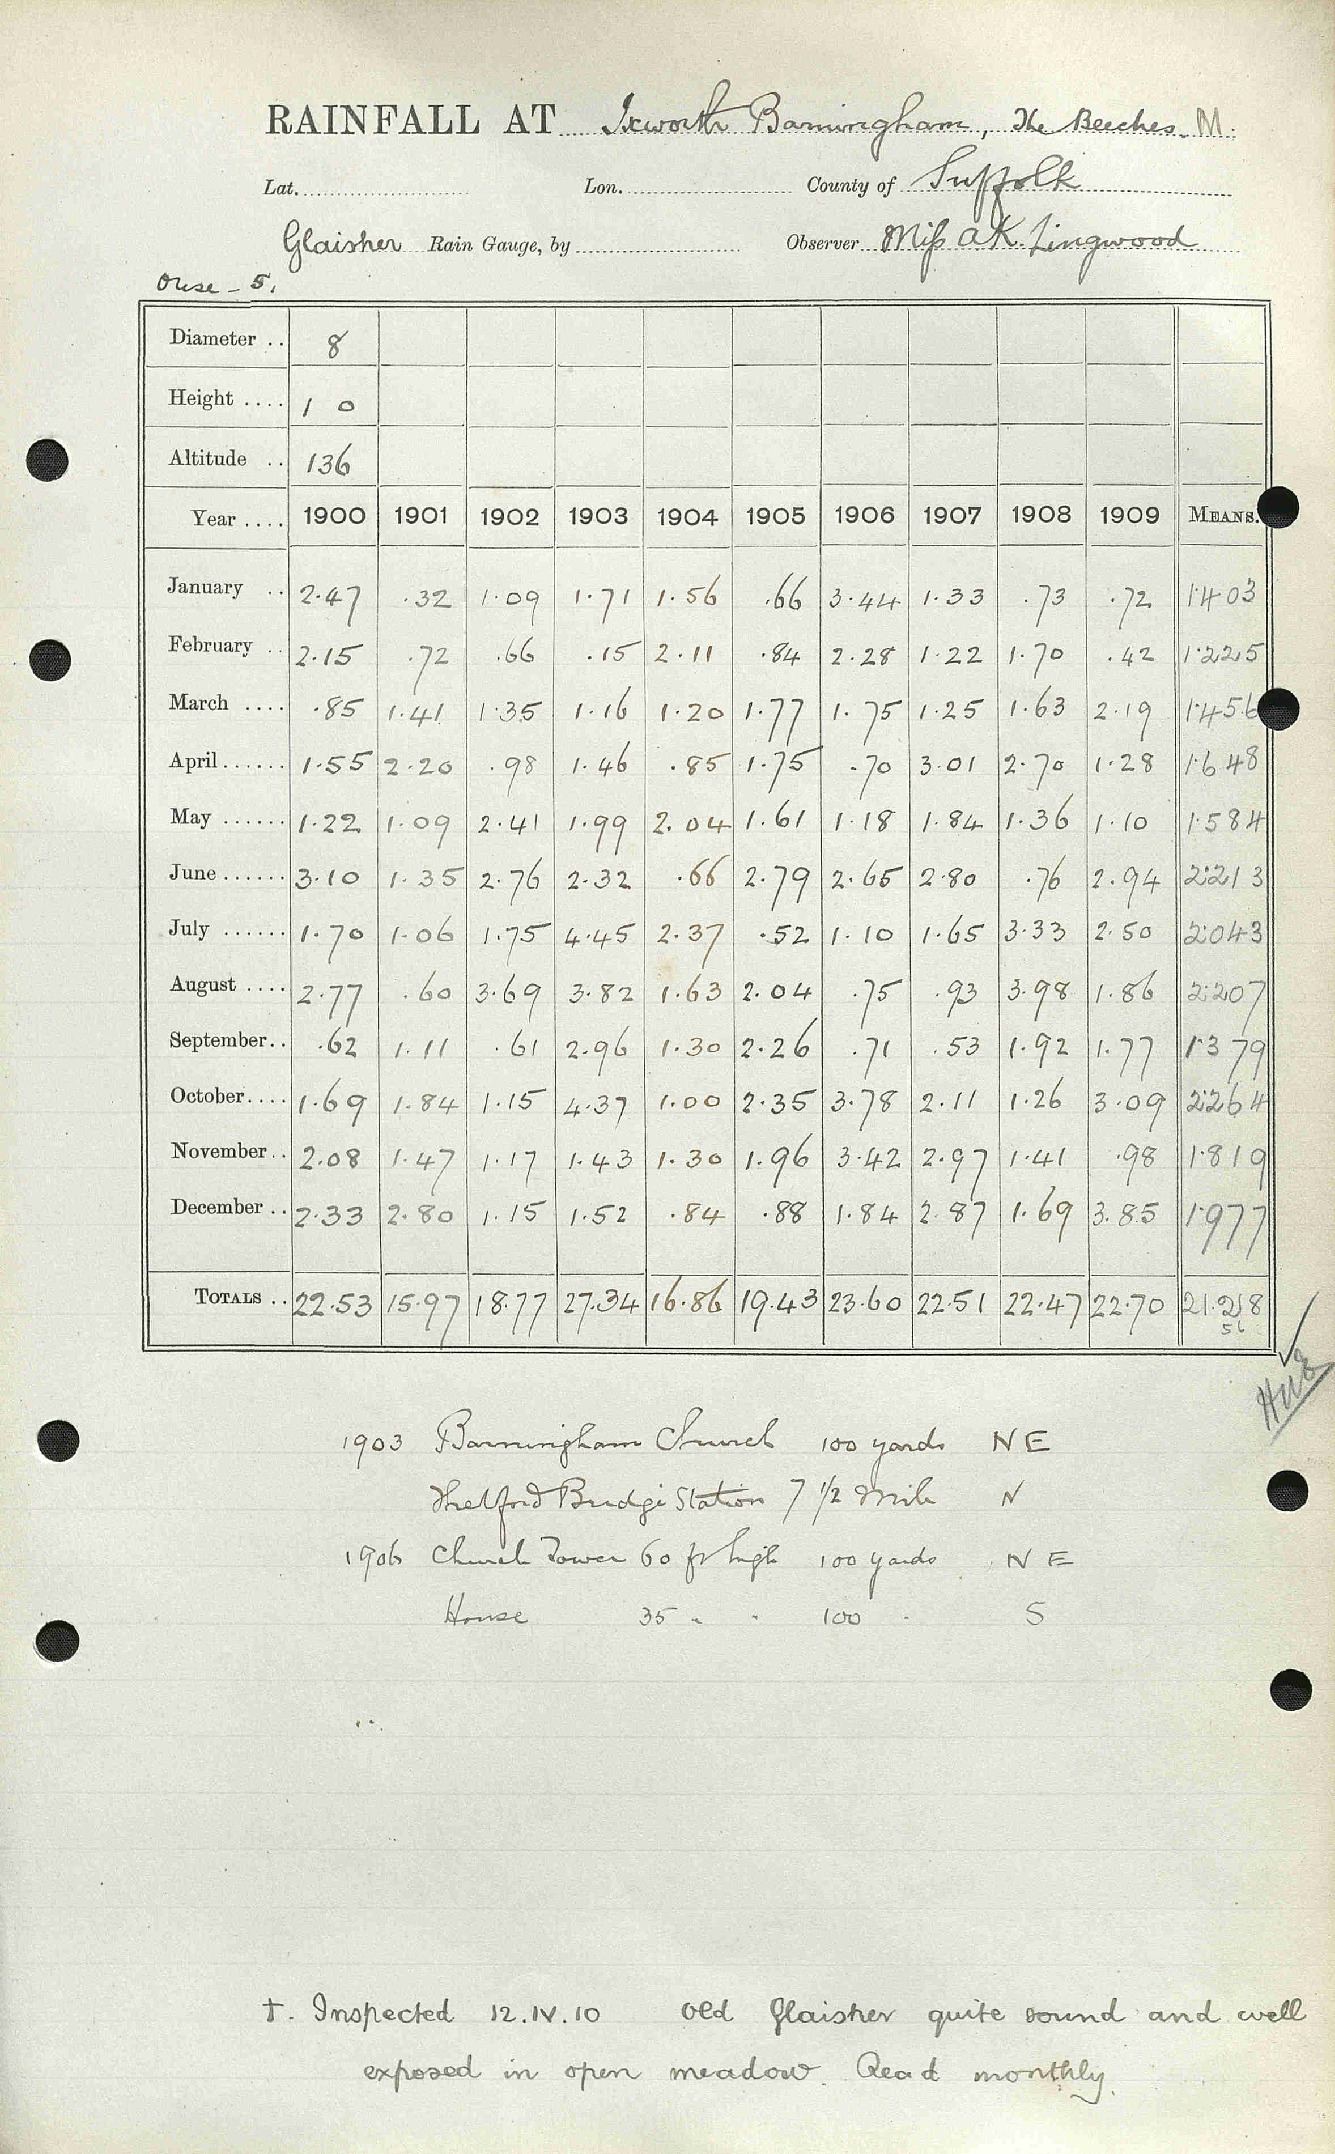 RAINFALL AT Ixworth Barningham, The Beeches. M.
Lat. Lon. County of Suffolk
Glaisher Rain Gauge, by Observer Miss A K. Lingwood
Ouse - 5.
Diameter .. 8
Height .... 1 0
Altitude .. 136
Year .... 1900 1901 1902 1903 1904 1905 1906 1907 1908 1909 MEANS.
January .. 2.47 .32 1.09 1.71 1.56 .66 3.44 1.33 .73 .72 1.403
February .. 2.15 .72 .66 .15 2.11 .84 2.28 1.22 1.70 .42 1.225
March .... .85 1.41 1.35 1.16 1.20 1.77 1.75 1.25 1.63 2.19 1.456
April ...... 1.55 2.20 .98 1.46 .85 1.75 .70 3.01 2.70 1.28 1.648
May ...... 1.22 1.09 2.41 1.99 2.04 1.61 1.18 1.84 1.36 1.10 1.584
June ...... 3.10 1.35 2.76 2.32 .66 2.79 2.65 2.80 .76 2.94 2.213
July ...... 1.70 1.06 1.75 4.45 2.37 .52 1.10 1.65 3.33 2.50 2.043
August .... 2.77 .60 3.69 3.82 1.63 2.04 .75 .93 3.98 1.86 2.207
September .. .62 1.11 .61 2.96 1.30 2.26 .71 .53 1.92 1.77 1.379
October .... 1.69 1.84 1.15 4.37 1.00 2.35 3.78 2.11 1.26 3.09 2.264
November .. 2.08 1.47 1.17 1.43 1.30 1.96 3.42 2.97 1.41 .98 1.819
December .. 2.33 2.80 1.15 1.52 .84 .88 1.84 2.87 1.69 3.85 1.977
TOTALS .. 22.53 15.97 18.77 27.34 16.86 19.43 23.60 22.51 22.47 22.70 21.218
1903 Barningham Church 100 yards NE
Thetford Bridge Station 7 1/2 Mile N
1906 Church Tower 60 ft high 100 yards NE
House 35 " " 100 " S
†. Inspected 12.IV.10 Old Glaisher quite sound and well
exposed in open meadow. Read monthly.